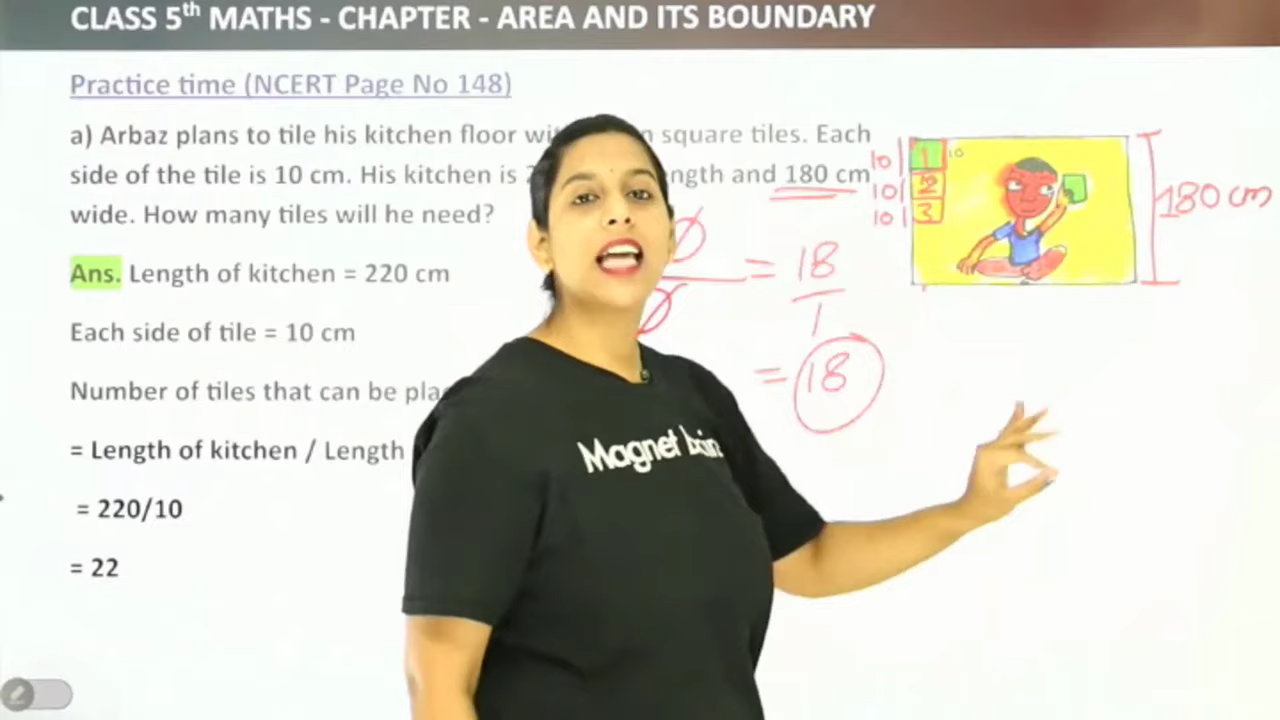 CLASS 5th MATHS - CHAPTER - AREA AND ITS BOUNDARY
Practice time (NCERT Page No 148)
a) Arbaz plans to tile his kitchen floor square tiles. Each
side of the tile is 10 cm. His kitchen is and 180 cm
wide. How many tiles will he need?
Ans. Length of kitchen = 220 cm
Each side of tile = 10 cm
Number of tiles that can be
= Length of kitchen / Length
= 220/10
= 22
= 18
1
= 18
10 1 10
10 2
10 3
180 cm
Magnet